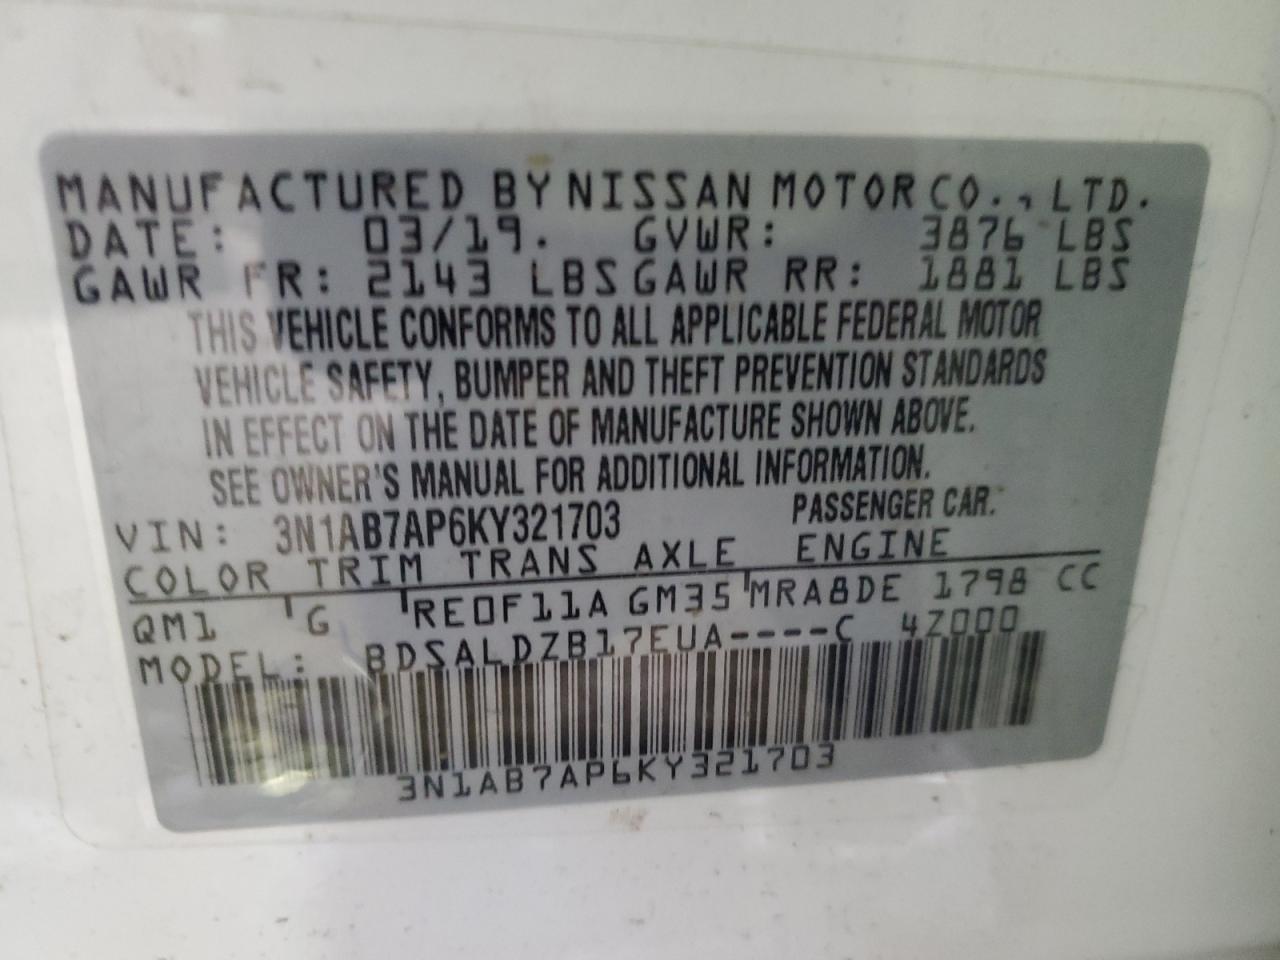 MANUFACTURED BY NISSAN MOTOR CO., LTD.
DATE: 03/19. GVWR: 3876 LBS
GAWR FR: 2143 LBS GAWR RR: 1881 LBS
THIS VEHICLE CONFORMS TO ALL APPLICABLE FEDERAL MOTOR
VEHICLE SAFETY, BUMPER AND THEFT PREVENTION STANDARDS
IN EFFECT ON THE DATE OF MANUFACTURE SHOWN ABOVE.
SEE OWNER'S MANUAL FOR ADDITIONAL INFORMATION.
VIN: 3N1AB7AP6KY321703 PASSENGER CAR.
COLOR TRIM TRANS AXLE ENGINE
QM1 G RE0F11A GM35 MRA8DE 1798 CC
MODEL: BDSALDZB17EUA----C 4Z000
3N1AB7AP6KY321703